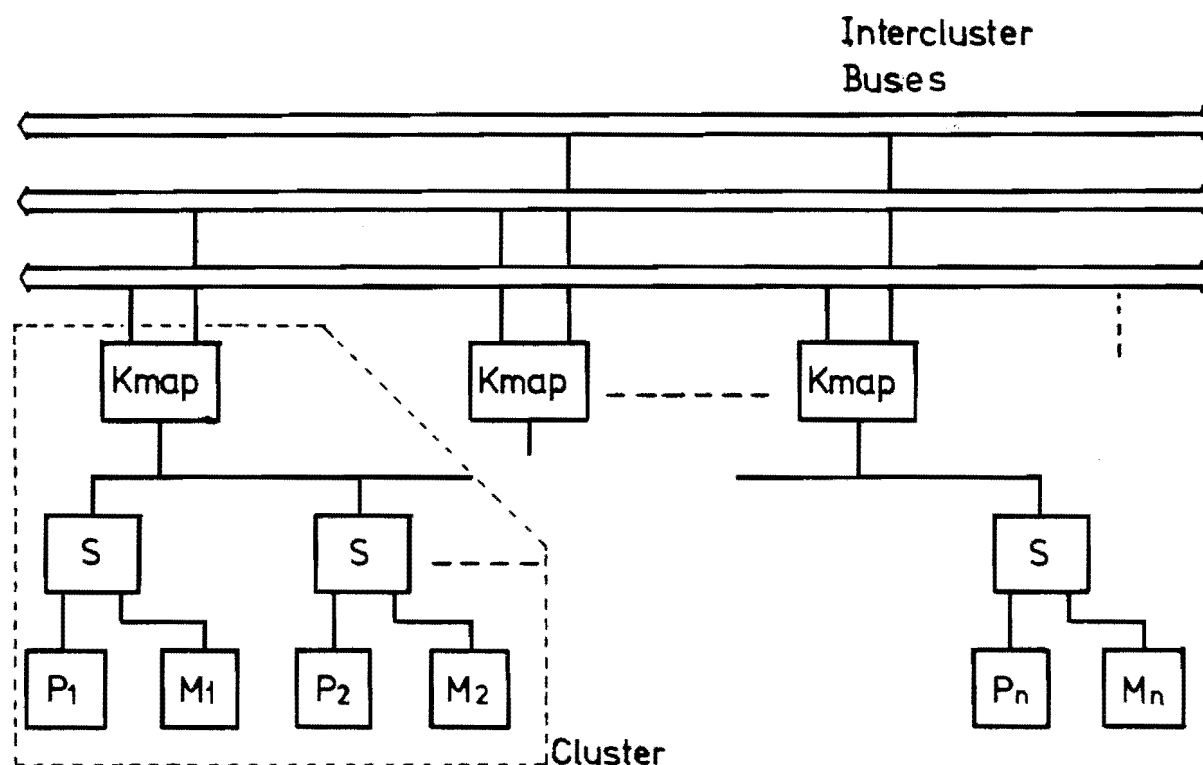 Intercluster
Buses
Kmap Kmap Kmap
S S S
P1 M1 P2 M2 Pn Mn
Cluster